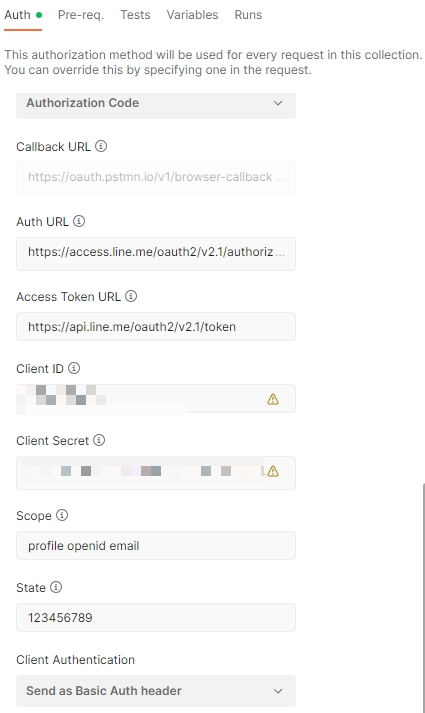 Auth Pre-req. Tests Variables Runs
This authorization method will be used for every request in this collection.
You can override this by specifying one in the request.
Authorization Code
Callback URL
https://oauth.pstmn.io/v1/browser-callback ...
Auth URL
https://access.line.me/oauth2/v2.1/authoriz ...
Access Token URL
https://api.line.me/oauth2/v2.1/token
Client ID
Client Secret
Scope
profile openid email
State
123456789
Client Authentication
Send as Basic Auth header